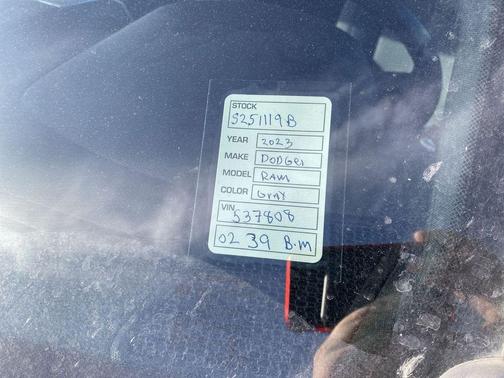 STOCK
S251119B
YEAR 2023
MAKE DODGE
MODEL RAM
COLOR Gray
VIN 537808
02 39 B.M